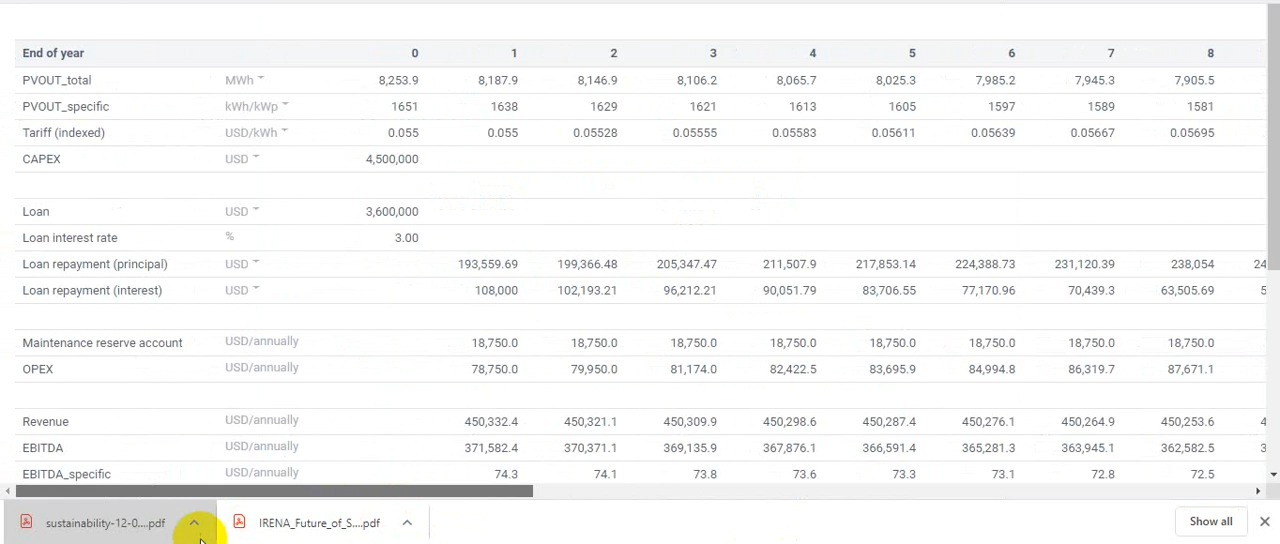 End of year 0 1 2 3 4 5 6 7 8
PVOUT_total MWh 8,253.9 8,187.9 8,146.9 8,106.2 8,065.7 8,025.3 7,985.2 7,945.3 7,905.5
PVOUT_specific kWh/kWp 1651 1638 1629 1621 1613 1605 1597 1589 1581
Tariff (indexed) USD/kWh 0.055 0.055 0.05528 0.05555 0.05583 0.05611 0.05639 0.05667 0.05695
CAPEX USD 4,500,000
Loan USD 3,600,000
Loan interest rate % 3.00
Loan repayment (principal) USD 193,559.69 199,366.48 205,347.47 211,507.9 217,853.14 224,388.73 231,120.39 238,054 24
Loan repayment (interest) USD 108,000 102,193.21 96,212.21 90,051.79 83,706.55 77,170.96 70,439.3 63,505.69 5
Maintenance reserve account USD/annually 18,750.0 18,750.0 18,750.0 18,750.0 18,750.0 18,750.0 18,750.0 18,750.0
OPEX USD/annually 78,750.0 79,950.0 81,174.0 82,422.5 83,695.9 84,994.8 86,319.7 87,671.1
Revenue USD/annually 450,332.4 450,321.1 450,309.9 450,298.6 450,287.4 450,276.1 450,264.9 450,253.6 4
EBITDA USD/annually 371,582.4 370,371.1 369,135.9 367,876.1 366,591.4 365,281.3 363,945.1 362,582.5 3
EBITDA_specific USD/annually 74.3 74.1 73.8 73.6 73.3 73.1 72.8 72.5
sustainability-12-0....pdf IRENA_Future_of_S....pdf Show all